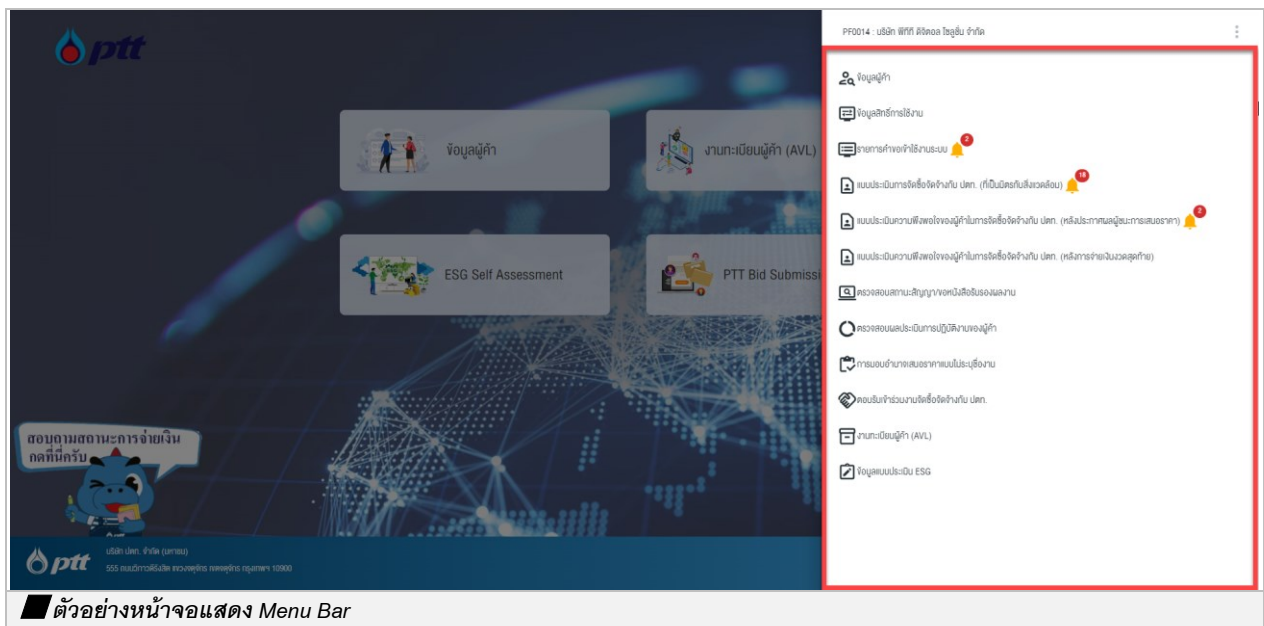 ptt
PF0014 : บริษัท พีทีที ดิจิตอล โซลูชั่น จำกัด
ข้อมูลผู้ค้า
งานทะเบียนผู้ค้า (AVL)
ESG Self Assessment
PTT Bid Submissi
ข้อมูลผู้ค้า
ข้อมูลสิทธิ์การใช้งาน
รายการคำขอเข้าใช้งานระบบ 2
แบบประเมินการจัดซื้อจัดจ้างกับ ปตท. (ที่เป็นมิตรกับสิ่งแวดล้อม) 18
แบบประเมินความพึงพอใจของผู้ค้าในการจัดซื้อจัดจ้างกับ ปตท. (หลังประกาศผลผู้ชนะการเสนอราคา) 2
แบบประเมินความพึงพอใจของผู้ค้าในการจัดซื้อจัดจ้างกับ ปตท. (หลังการจ่ายเงินงวดสุดท้าย)
ตรวจสอบสถานะสัญญา/ขอหนังสือรับรองผลงาน
ตรวจสอบผลประเมินการปฏิบัติงานของผู้ค้า
การมอบอำนาจเสนอราคาแบบไม่ระบุชื่องาน
ตอบรับเข้าร่วมงานจัดซื้อจัดจ้างกับ ปตท.
งานทะเบียนผู้ค้า (AVL)
ข้อมูลแบบประเมิน ESG
สอบถามสถานะการจ่ายเงิน
กดที่นี่ครับ
ptt
บริษัท ปตท. จำกัด (มหาชน)
555 ถนนวิภาวดีรังสิต แขวงจตุจักร เขตจตุจักร กรุงเทพฯ 10900
ตัวอย่างหน้าจอแสดง Menu Bar